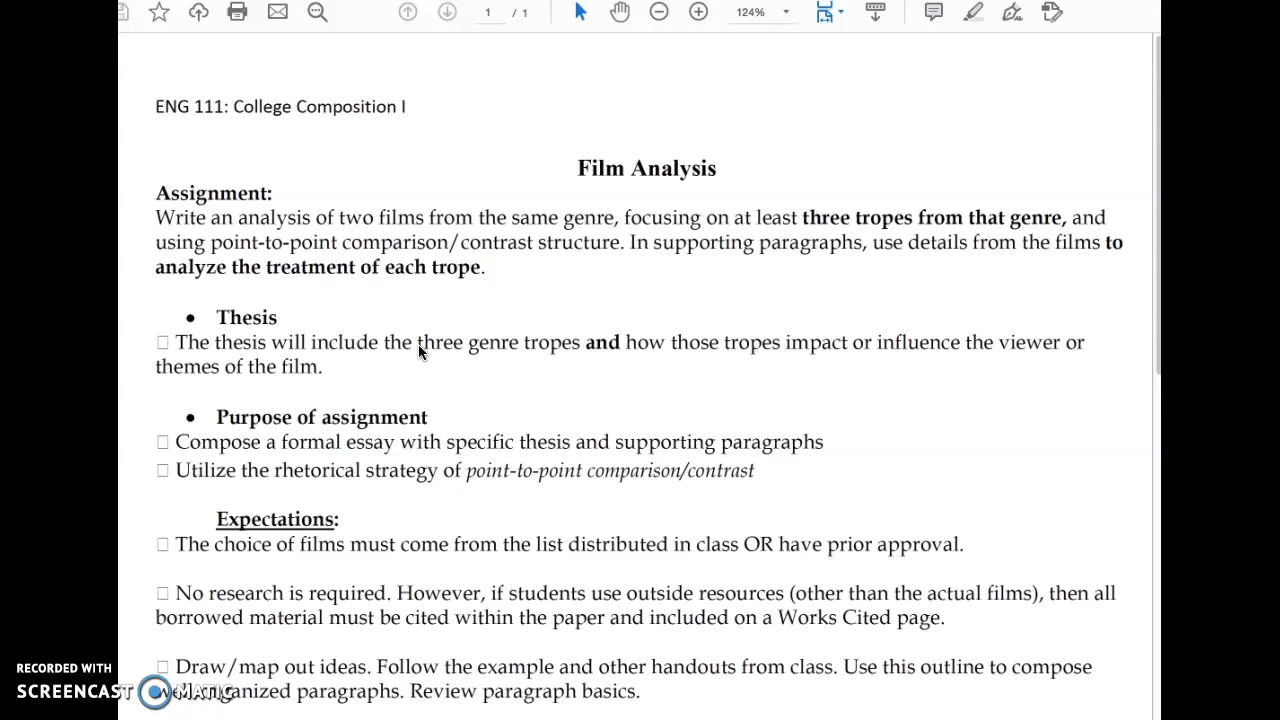 1 / 1 124%
ENG 111: College Composition I
Film Analysis
Assignment:
Write an analysis of two films from the same genre, focusing on at least three tropes from that genre, and
using point-to-point comparison/contrast structure. In supporting paragraphs, use details from the films to
analyze the treatment of each trope.
• Thesis
□ The thesis will include the three genre tropes and how those tropes impact or influence the viewer or
themes of the film.
• Purpose of assignment
□ Compose a formal essay with specific thesis and supporting paragraphs
□ Utilize the rhetorical strategy of point-to-point comparison/contrast
Expectations:
□ The choice of films must come from the list distributed in class OR have prior approval.
□ No research is required. However, if students use outside resources (other than the actual films), then all
borrowed material must be cited within the paper and included on a Works Cited page.
□ Draw/map out ideas. Follow the example and other handouts from class. Use this outline to compose
paragraphs. Review paragraph basics.
RECORDED WITH
SCREENCAST MATIC